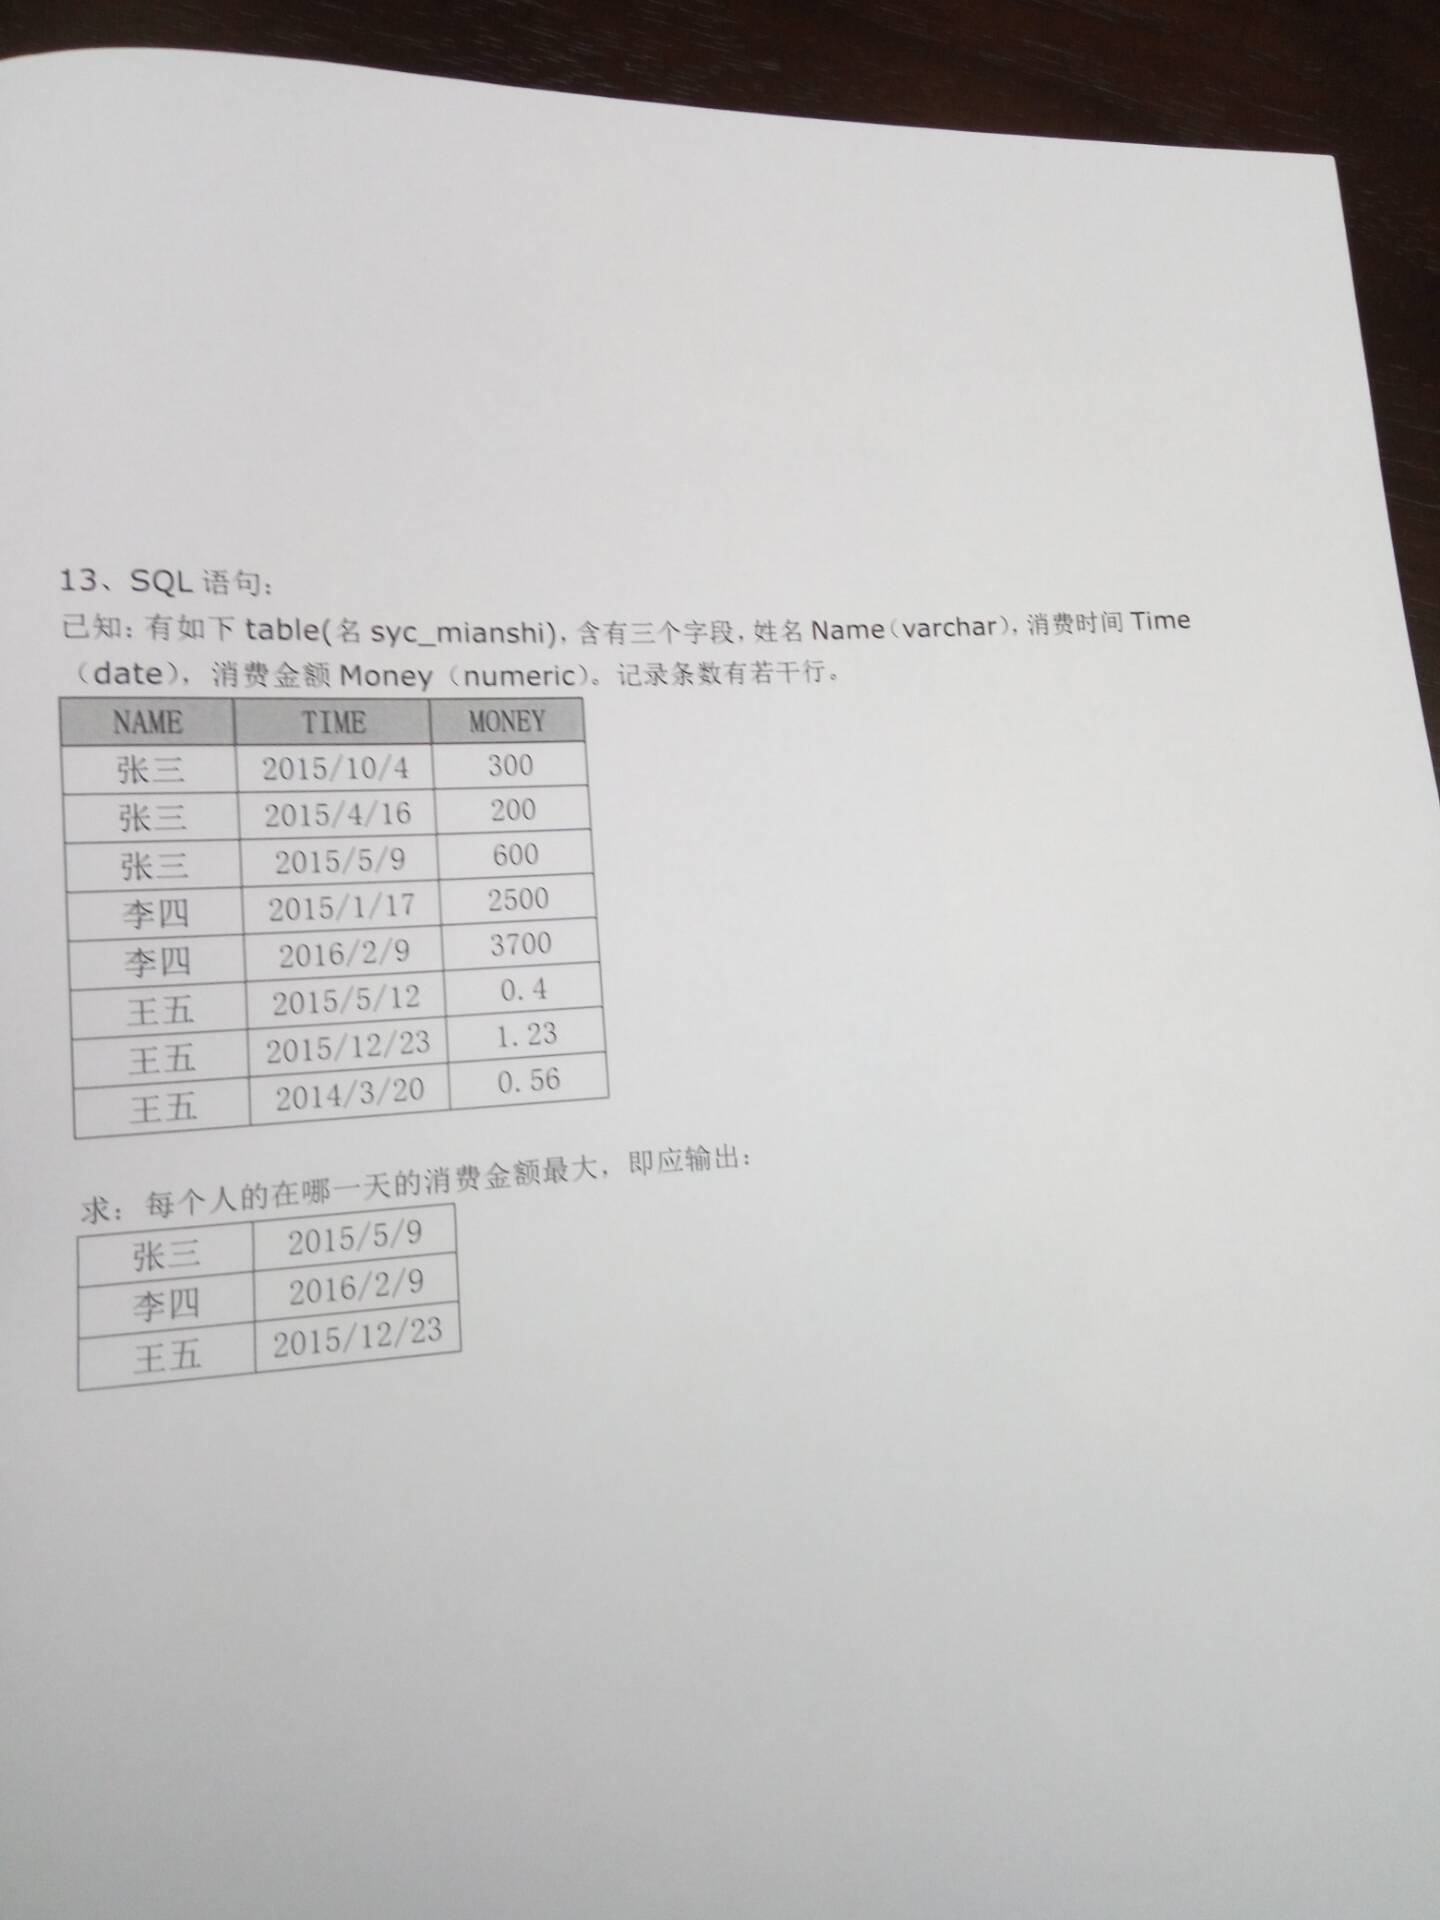 13、SQL 语句:
已知: 有如下 table(名 syc_mianshi), 含有三个字段, 姓名 Name(varchar), 消费时间 Time
(date), 消费金额 Money (numeric)。记录条数有若干行。
NAME TIME MONEY
张三 2015/10/4 300
张三 2015/4/16 200
张三 2015/5/9 600
李四 2015/1/17 2500
李四 2016/2/9 3700
王五 2015/5/12 0.4
王五 2015/12/23 1.23
王五 2014/3/20 0.56
求: 每个人的在哪一天的消费金额最大, 即应输出:
张三 2015/5/9
李四 2016/2/9
王五 2015/12/23